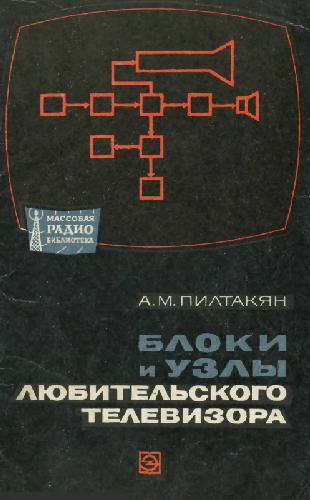 МАССОВАЯ
РАДИО
БИБЛИОТЕКА
А.М. ПИЛТАКЯН
БЛОКИ
и УЗЛЫ
ЛЮБИТЕЛЬСКОГО
ТЕЛЕВИЗОРА